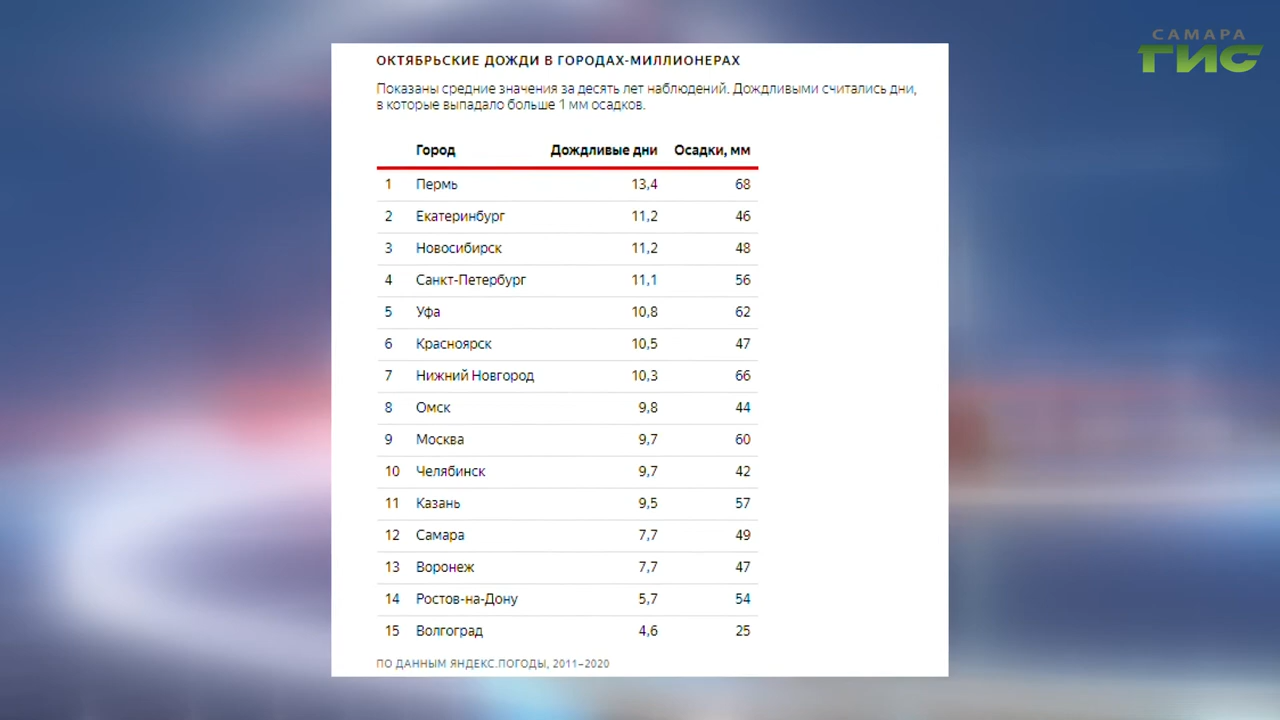 САМАРА
ГИС
ОКТЯБРЬСКИЕ ДОЖДИ В ГОРОДАХ-МИЛЛИОНЕРАХ
Показаны средние значения за десять лет наблюдений. Дождливыми считались дни,
в которые выпадало больше 1 мм осадков.
Город Дождливые дни Осадки, мм
1 Пермь 13,4 68
2 Екатеринбург 11,2 46
3 Новосибирск 11,2 48
4 Санкт-Петербург 11,1 56
5 Уфа 10,8 62
6 Красноярск 10,5 47
7 Нижний Новгород 10,3 66
8 Омск 9,8 44
9 Москва 9,7 60
10 Челябинск 9,7 42
11 Казань 9,5 57
12 Самара 7,7 49
13 Воронеж 7,7 47
14 Ростов-на-Дону 5,7 54
15 Волгоград 4,6 25
ПО ДАННЫМ ЯНДЕКС.ПОГОДЫ, 2011–2020